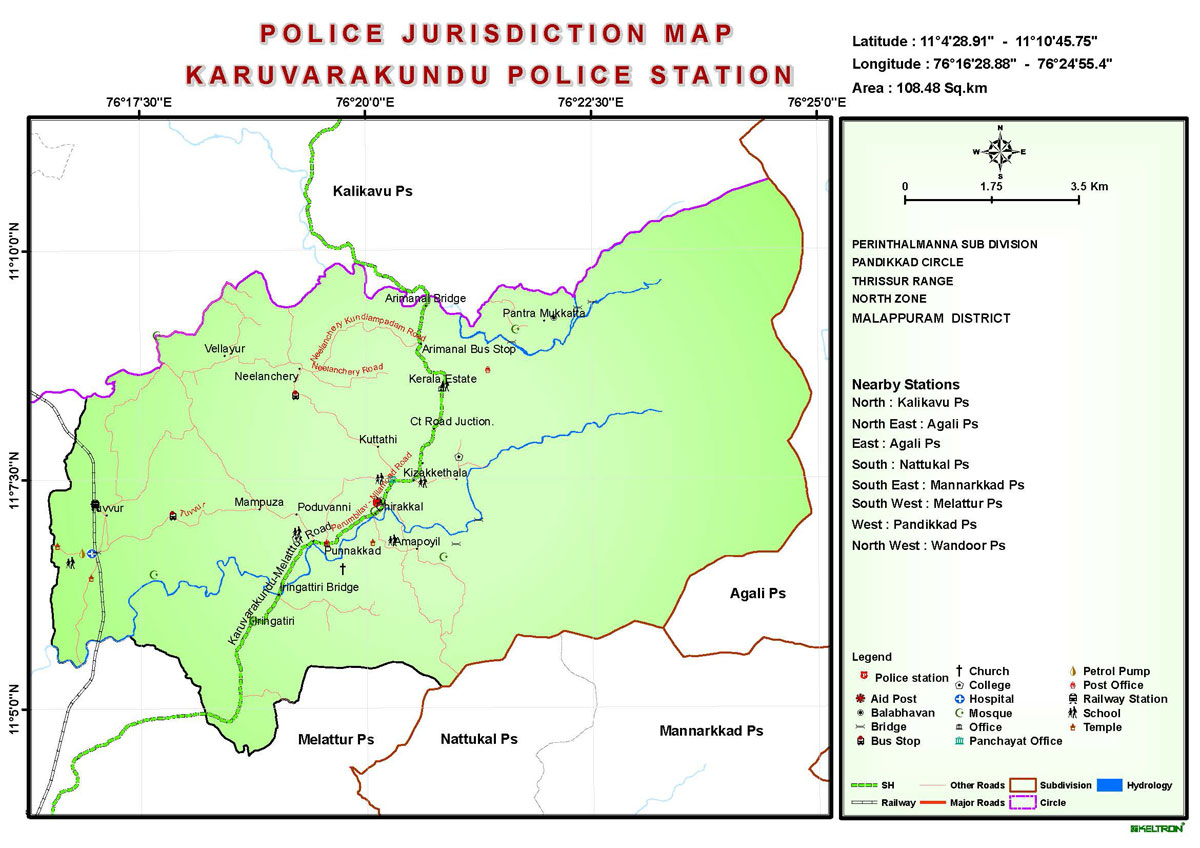 POLICE JURISDICTION MAP
KARUVARAKUNDU POLICE STATION
Latitude : 11°4'28.91" - 11°10'45.75"
Longitude : 76°16'28.88" - 76°24'55.4"
Area : 108.48 Sq.km
76°17'30"E
76°20'0"E
76°22'30"E
76°25'0"E
11°10'0"N
11°7'30"N
11°5'0"N
Kalikavu Ps
Arimanal Bridge
Pantra Mukkatta
Neelanchery Kundlampadam Road
Vellayur
Arimanal Bus Stop
Neelanchery Road
Neelanchery
Kerala Estate
Ct Road Juction.
Kuttathi
Kizakkethala
Perumbilav - Nilambad Road
Mampuza
Poduvanni
Chirakkal
Tuvvur
Tuvvu.
Punnakkad
Amapoyil
Karuvarakundu-Melatttur Road
Iringattiri Bridge
Iringatiri
Agali Ps
Melattur Ps
Nattukal Ps
Mannarkkad Ps
N
W E
S
0 1.75 3.5 Km
PERINTHALMANNA SUB DIVISION
PANDIKKAD CIRCLE
THRISSUR RANGE
NORTH ZONE
MALAPPURAM DISTRICT
Nearby Stations
North : Kalikavu Ps
North East : Agali Ps
East : Agali Ps
South : Nattukal Ps
South East : Mannarkkad Ps
South West : Melattur Ps
West : Pandikkad Ps
North West : Wandoor Ps
Legend
Police station
Aid Post
Balabhavan
Bridge
Bus Stop
Church
College
Hospital
Mosque
Office
Panchayat Office
Petrol Pump
Post Office
Railway Station
School
Temple
SH Other Roads Subdivision Hydrology
Railway Major Roads Circle
KELTRON